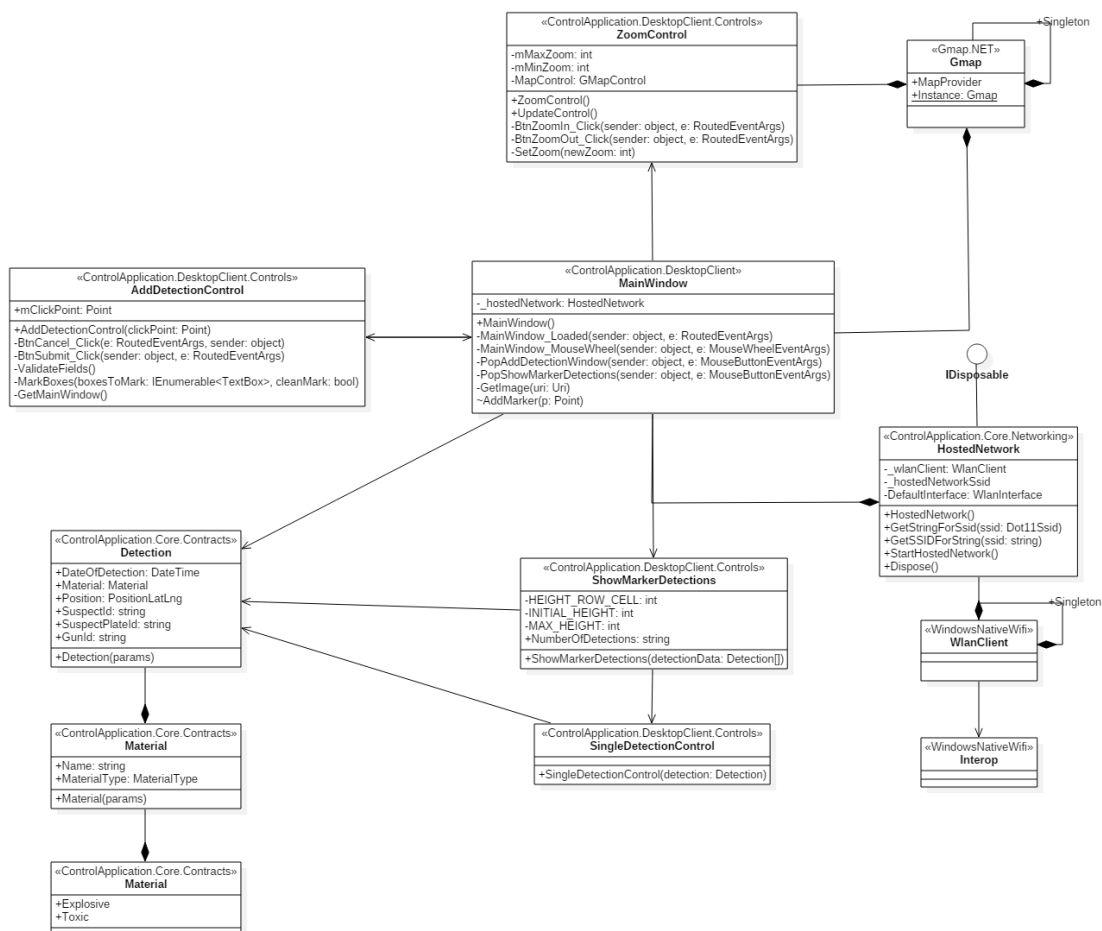 «ControlApplication.DesktopClient.Controls»
ZoomControl
-mMaxZoom: int
-mMinZoom: int
-MapControl: GMapControl
+ZoomControl()
+UpdateControl()
-BtnZoomIn_Click(sender: object, e: RoutedEventArgs)
-BtnZoomOut_Click(sender: object, e: RoutedEventArgs)
-SetZoom(newZoom: int)
+Singleton
«Gmap.NET»
Gmap
+MapProvider
+Instance: Gmap
«ControlApplication.DesktopClient.Controls»
AddDetectionControl
+mClickPoint: Point
+AddDetectionControl(clickPoint: Point)
-BtnCancel_Click(e: RoutedEventArgs, sender: object)
-BtnSubmit_Click(sender: object, e: RoutedEventArgs)
-ValidateFields()
-MarkBoxes(boxesToMark: IEnumerable<TextBox>, cleanMark: bool)
-GetMainWindow()
«ControlApplication.DesktopClient»
MainWindow
-_hostedNetwork: HostedNetwork
+MainWindow()
-MainWindow_Loaded(sender: object, e: RoutedEventArgs)
-MainWindow_MouseWheel(sender: object, e: MouseWheelEventArgs)
-PopAddDetectionWindow(sender: object, e: MouseButtonEventArgs)
-PopShowMarkerDetections(sender: object, e: MouseButtonEventArgs)
-GetImage(uri: Uri)
~AddMarker(p: Point)
IDisposable
«ControlApplication.Core.Networking»
HostedNetwork
-_wlanClient: WlanClient
-_hostedNetworkSsid
-DefaultInterface: WlanInterface
+HostedNetwork()
+GetStringForSsid(ssid: Dot11Ssid)
+GetSSIDForString(ssid: string)
+StartHostedNetwork()
+Dispose()
«ControlApplication.Core.Contracts»
Detection
+DateOfDetection: DateTime
+Material: Material
+Position: PositionLatLng
+SuspectId: string
+SuspectPlateId: string
+GunId: string
+Detection(params)
«ControlApplication.DesktopClient.Controls»
ShowMarkerDetections
-HEIGHT_ROW_CELL: int
-INITIAL_HEIGHT: int
-MAX_HEIGHT: int
+NumberOfDetections: string
+ShowMarkerDetections(detectionData: Detection[])
+Singleton
«WindowsNativeWifi»
WlanClient
«ControlApplication.Core.Contracts»
Material
+Name: string
+MaterialType: MaterialType
+Material(params)
«ControlApplication.DesktopClient.Controls»
SingleDetectionControl
+SingleDetectionControl(detection: Detection)
«WindowsNativeWifi»
Interop
«ControlApplication.Core.Contracts»
Material
+Explosive
+Toxic